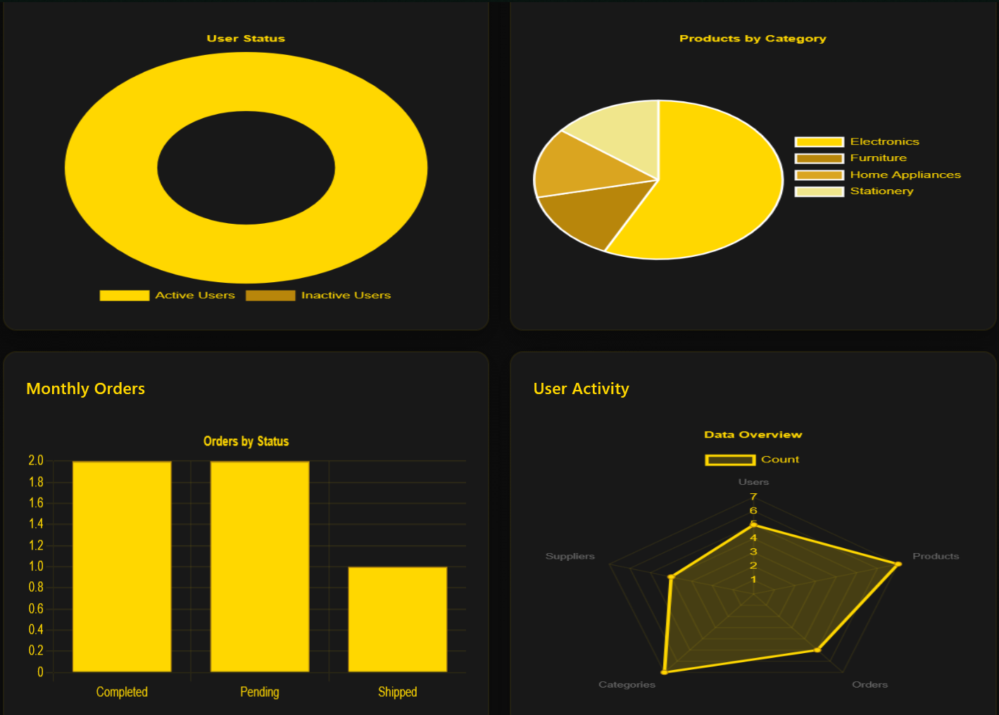 User Status
Active Users
Inactive Users
Products by Category
Electronics
Furniture
Home Appliances
Stationery
Monthly Orders
Orders by Status
2.0
1.8
1.6
1.4
1.2
1.0
0.8
0.6
0.4
0.2
0
Completed
Pending
Shipped
User Activity
Data Overview
Count
Users
7
6
5
4
3
2
1
Suppliers
Products
Categories
Orders